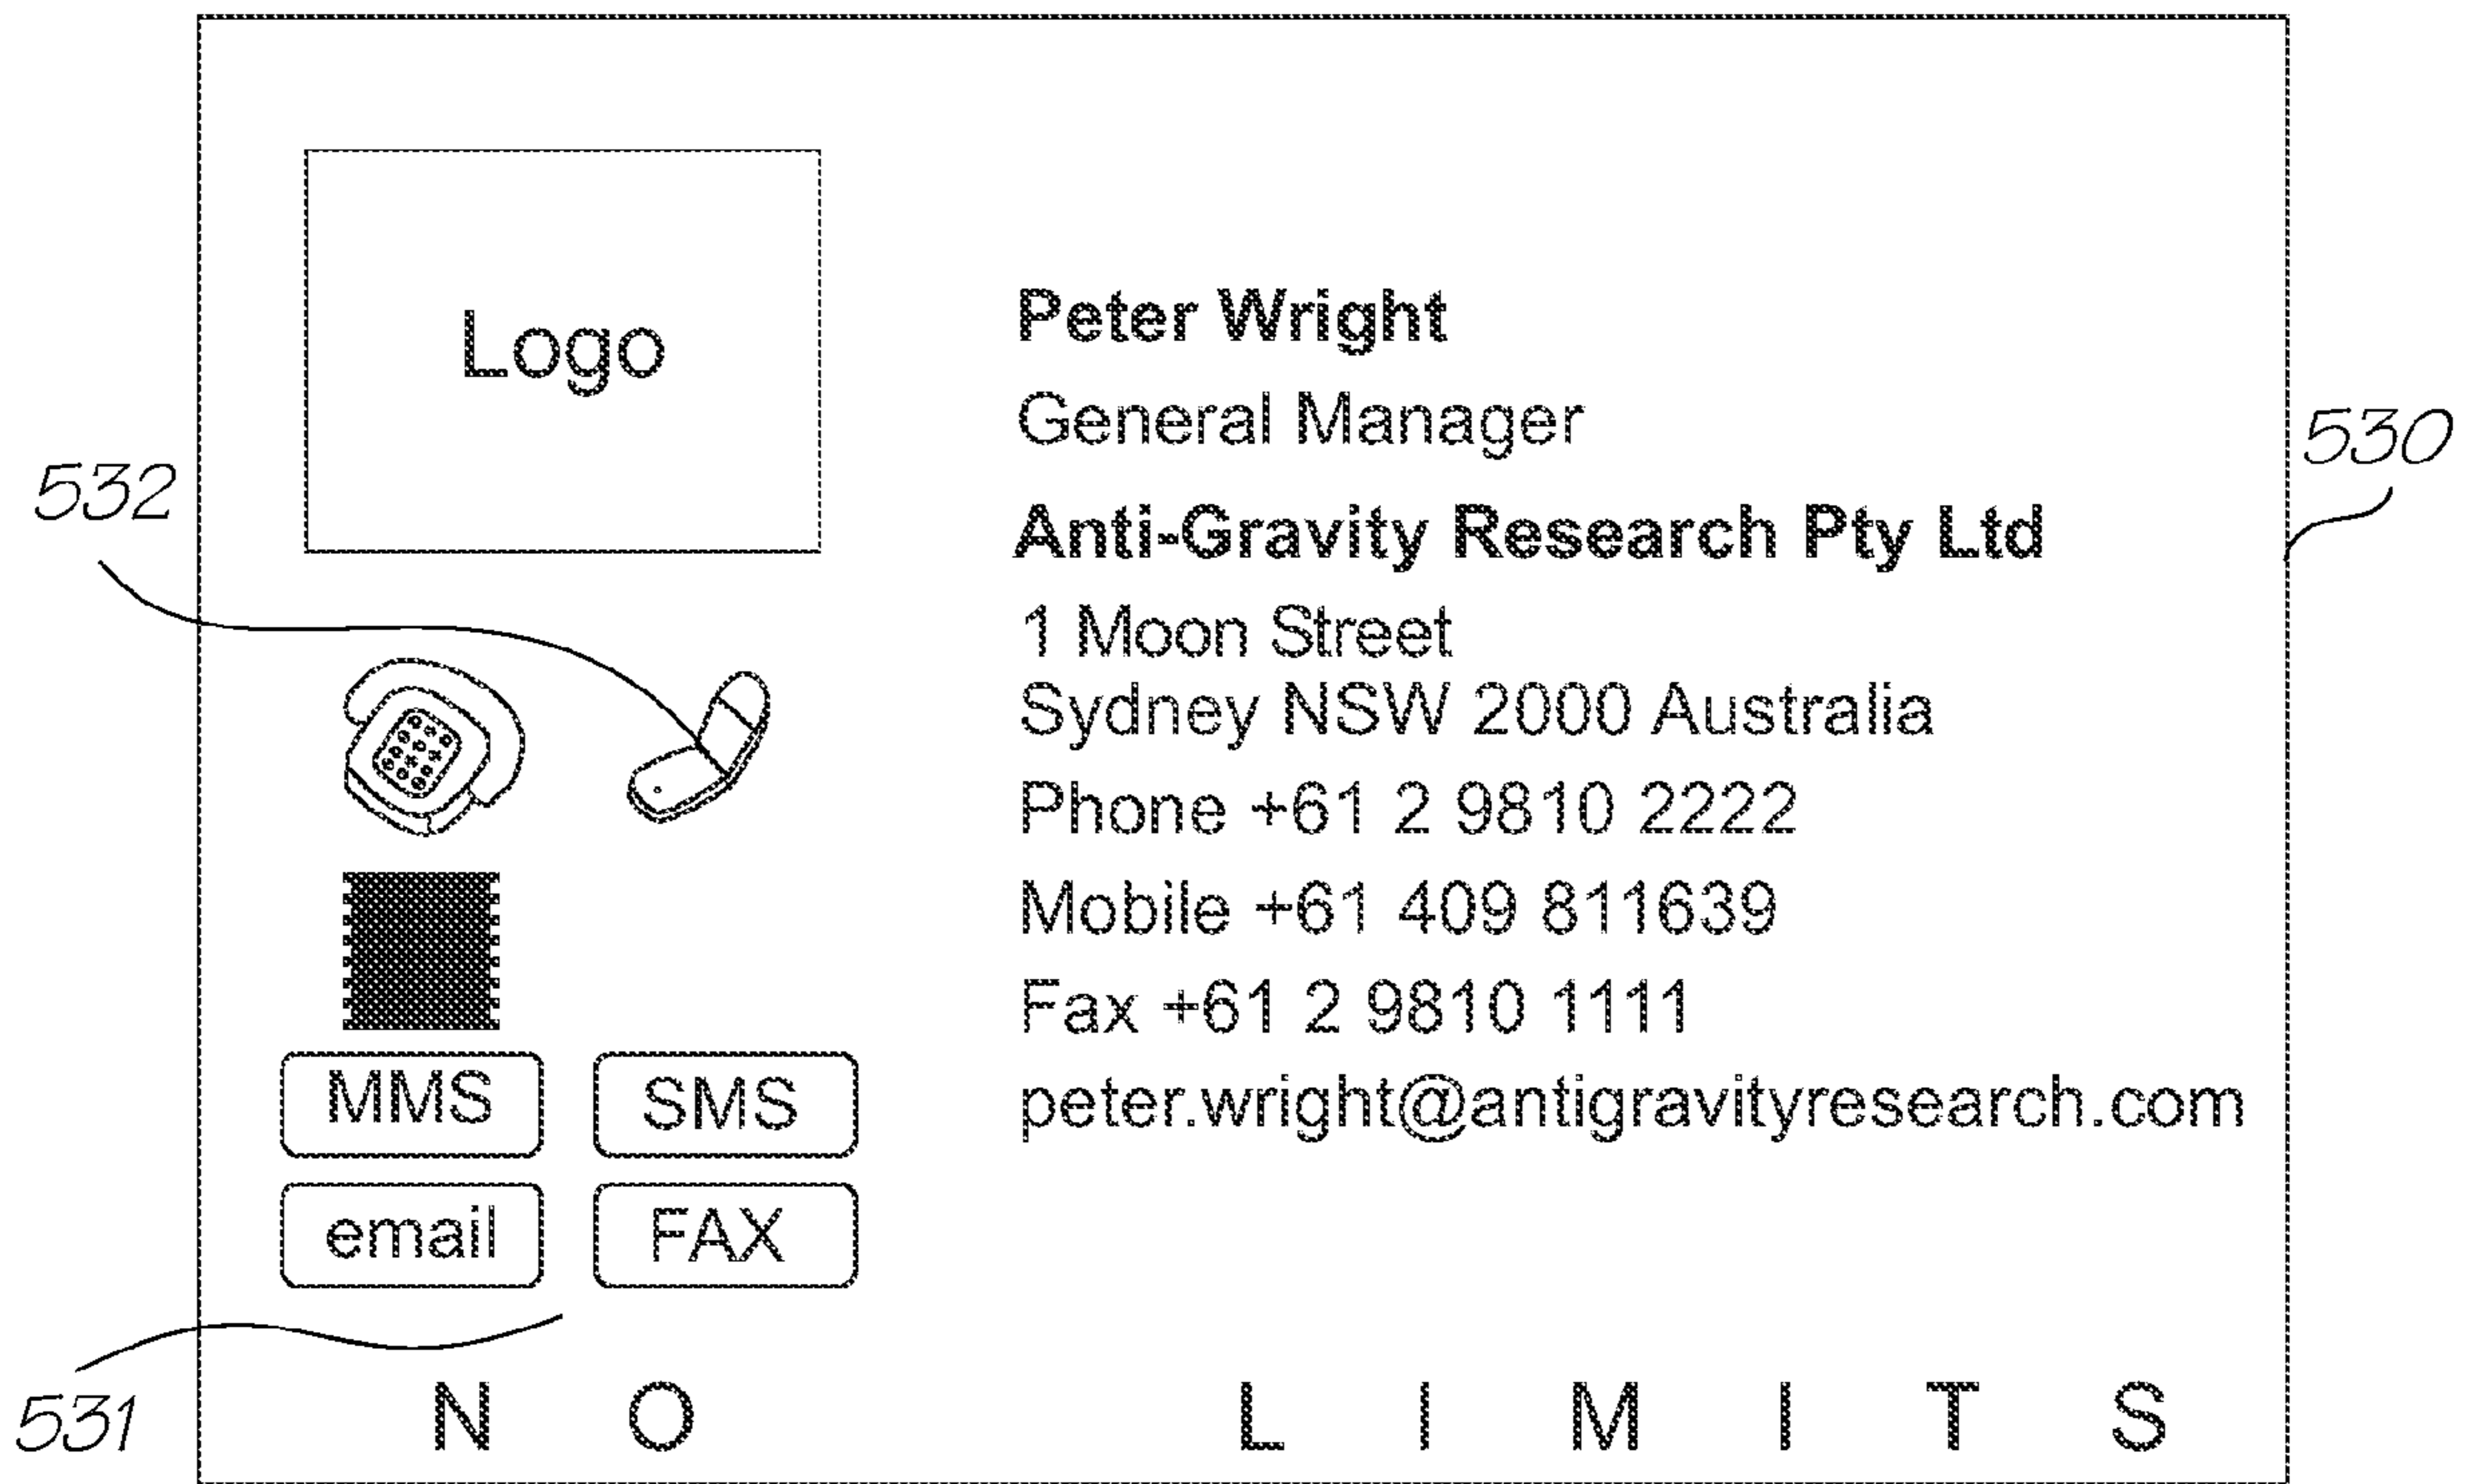 Logo
Peter Wright
General Manager
530
532
Anti-Gravity Research Pty Ltd
1 Moon Street
Sydney NSW 2000 Australia
Phone +61 2 9810 2222
Mobile +61 409 811639
Fax +61 2 9810 1111
MMS SMS
peter.wright@antigravityresearch.com
email FAX
531
NO LIMITS